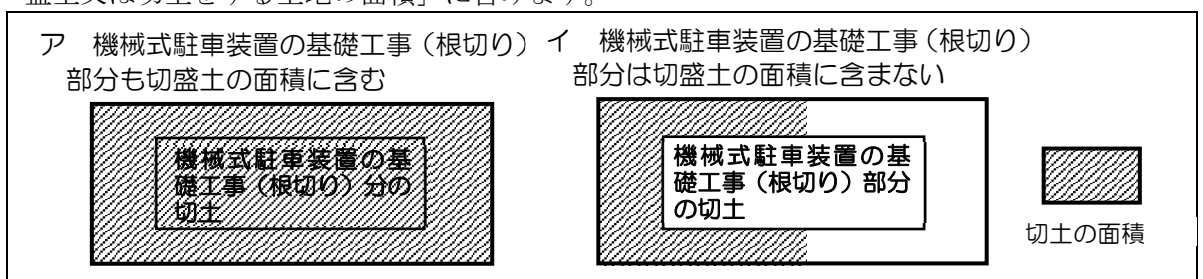 盛土又は切土をする土地の面積」に含めます。
ア 機械式駐車装置の基礎工事（根切り）
部分も切盛土の面積に含む
イ 機械式駐車装置の基礎工事（根切り）
部分は切盛土の面積に含まない
機械式駐車装置の基
礎工事（根切り）分の
切土
機械式駐車装置の基
礎工事（根切り）部分
の切土
切土の面積